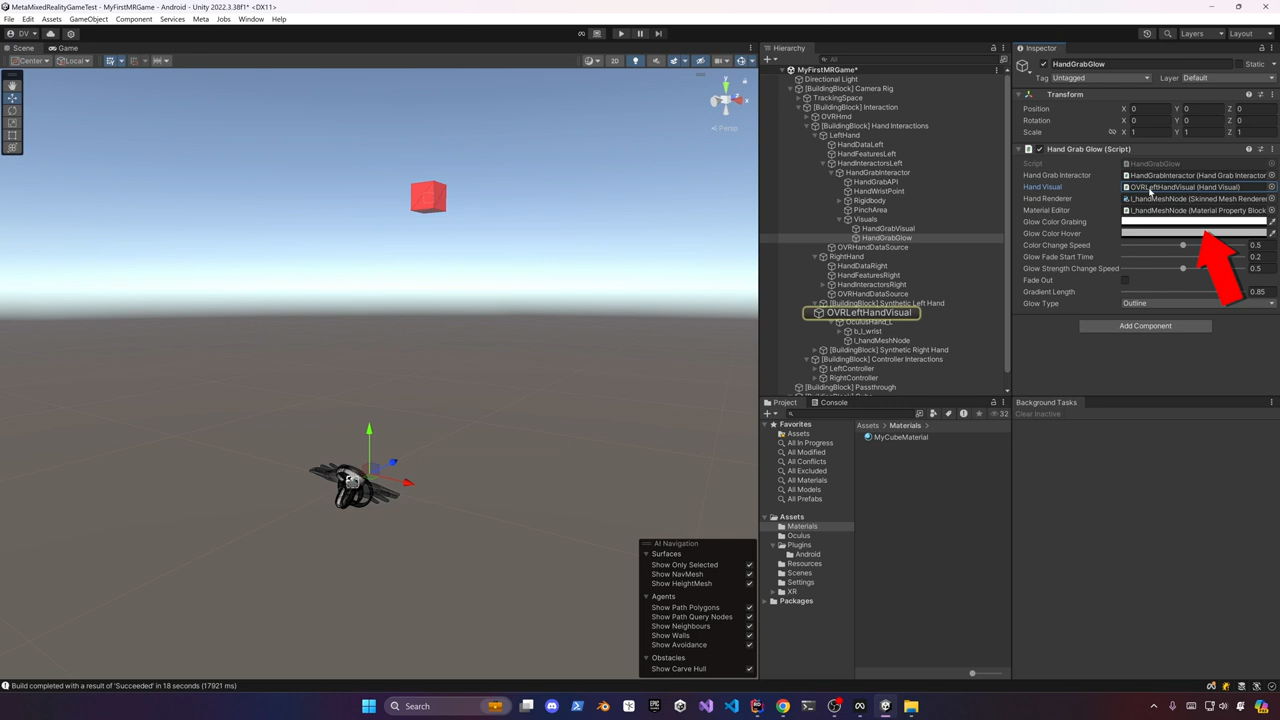 MetaMixedRealityGameTest - MyFirstMRGame - Android - Unity 2022.3.38f1* <DX11>
File Edit Assets GameObject Component Services Meta Jobs Window Help
DV
Layers Layout
Scene Game
Center Local 2D
y
x
Persp
Hierarchy
All
MyFirstMRGame*
Directional Light
[BuildingBlock] Camera Rig
TrackingSpace
[BuildingBlock] Interaction
OVRHmd
[BuildingBlock] Hand Interactions
LeftHand
HandDataLeft
HandFeaturesLeft
HandInteractorsLeft
HandGrabInteractor
HandGrabAPI
HandWristPoint
Rigidbody
PinchArea
Visuals
HandGrabVisual
HandGrabGlow
OVRHandDataSource
RightHand
HandDataRight
HandFeaturesRight
HandInteractorsRight
OVRHandDataSource
[BuildingBlock] Synthetic Left Hand
OVRLeftHandVisual
OculusHand_L
b_l_wrist
l_handMeshNode
[BuildingBlock] Synthetic Right Hand
[BuildingBlock] Controller Interactions
LeftController
RightController
[BuildingBlock] Passthrough
Inspector
HandGrabGlow Static
Tag Untagged Layer Default
Transform
Position X 0 Y 0 Z 0
Rotation X 0 Y 0 Z 0
Scale X 1 Y 1 Z 1
Hand Grab Glow (Script)
Script HandGrabGlow
Hand Grab Interactor HandGrabInteractor (Hand Grab Interactor
Hand Visual OVRLeftHandVisual (Hand Visual)
Hand Renderer l_handMeshNode (Skinned Mesh Renderer
Material Editor l_handMeshNode (Material Property Block
Glow Color Grabing
Glow Color Hover
Color Change Speed 0.5
Glow Fade Start Time 0.2
Glow Strength Change Speed 0.5
Fade Out
Gradient Length 0.85
Glow Type Outline
Add Component
AI Navigation
Surfaces
Show Only Selected
Show NavMesh
Show HeightMesh
Agents
Show Path Polygons
Show Path Query Nodes
Show Neighbours
Show Walls
Show Avoidance
Obstacles
Show Carve Hull
Project Console
32
Favorites
Assets
All In Progress
All Modified
All Conflicts
All Excluded
All Materials
All Models
All Prefabs
Assets
Materials
Oculus
Plugins
Android
Resources
Scenes
Settings
XR
Packages
Assets > Materials >
MyCubeMaterial
Background Tasks
Clear Inactive
Build completed with a result of 'Succeeded' in 18 seconds (17921 ms)
Search